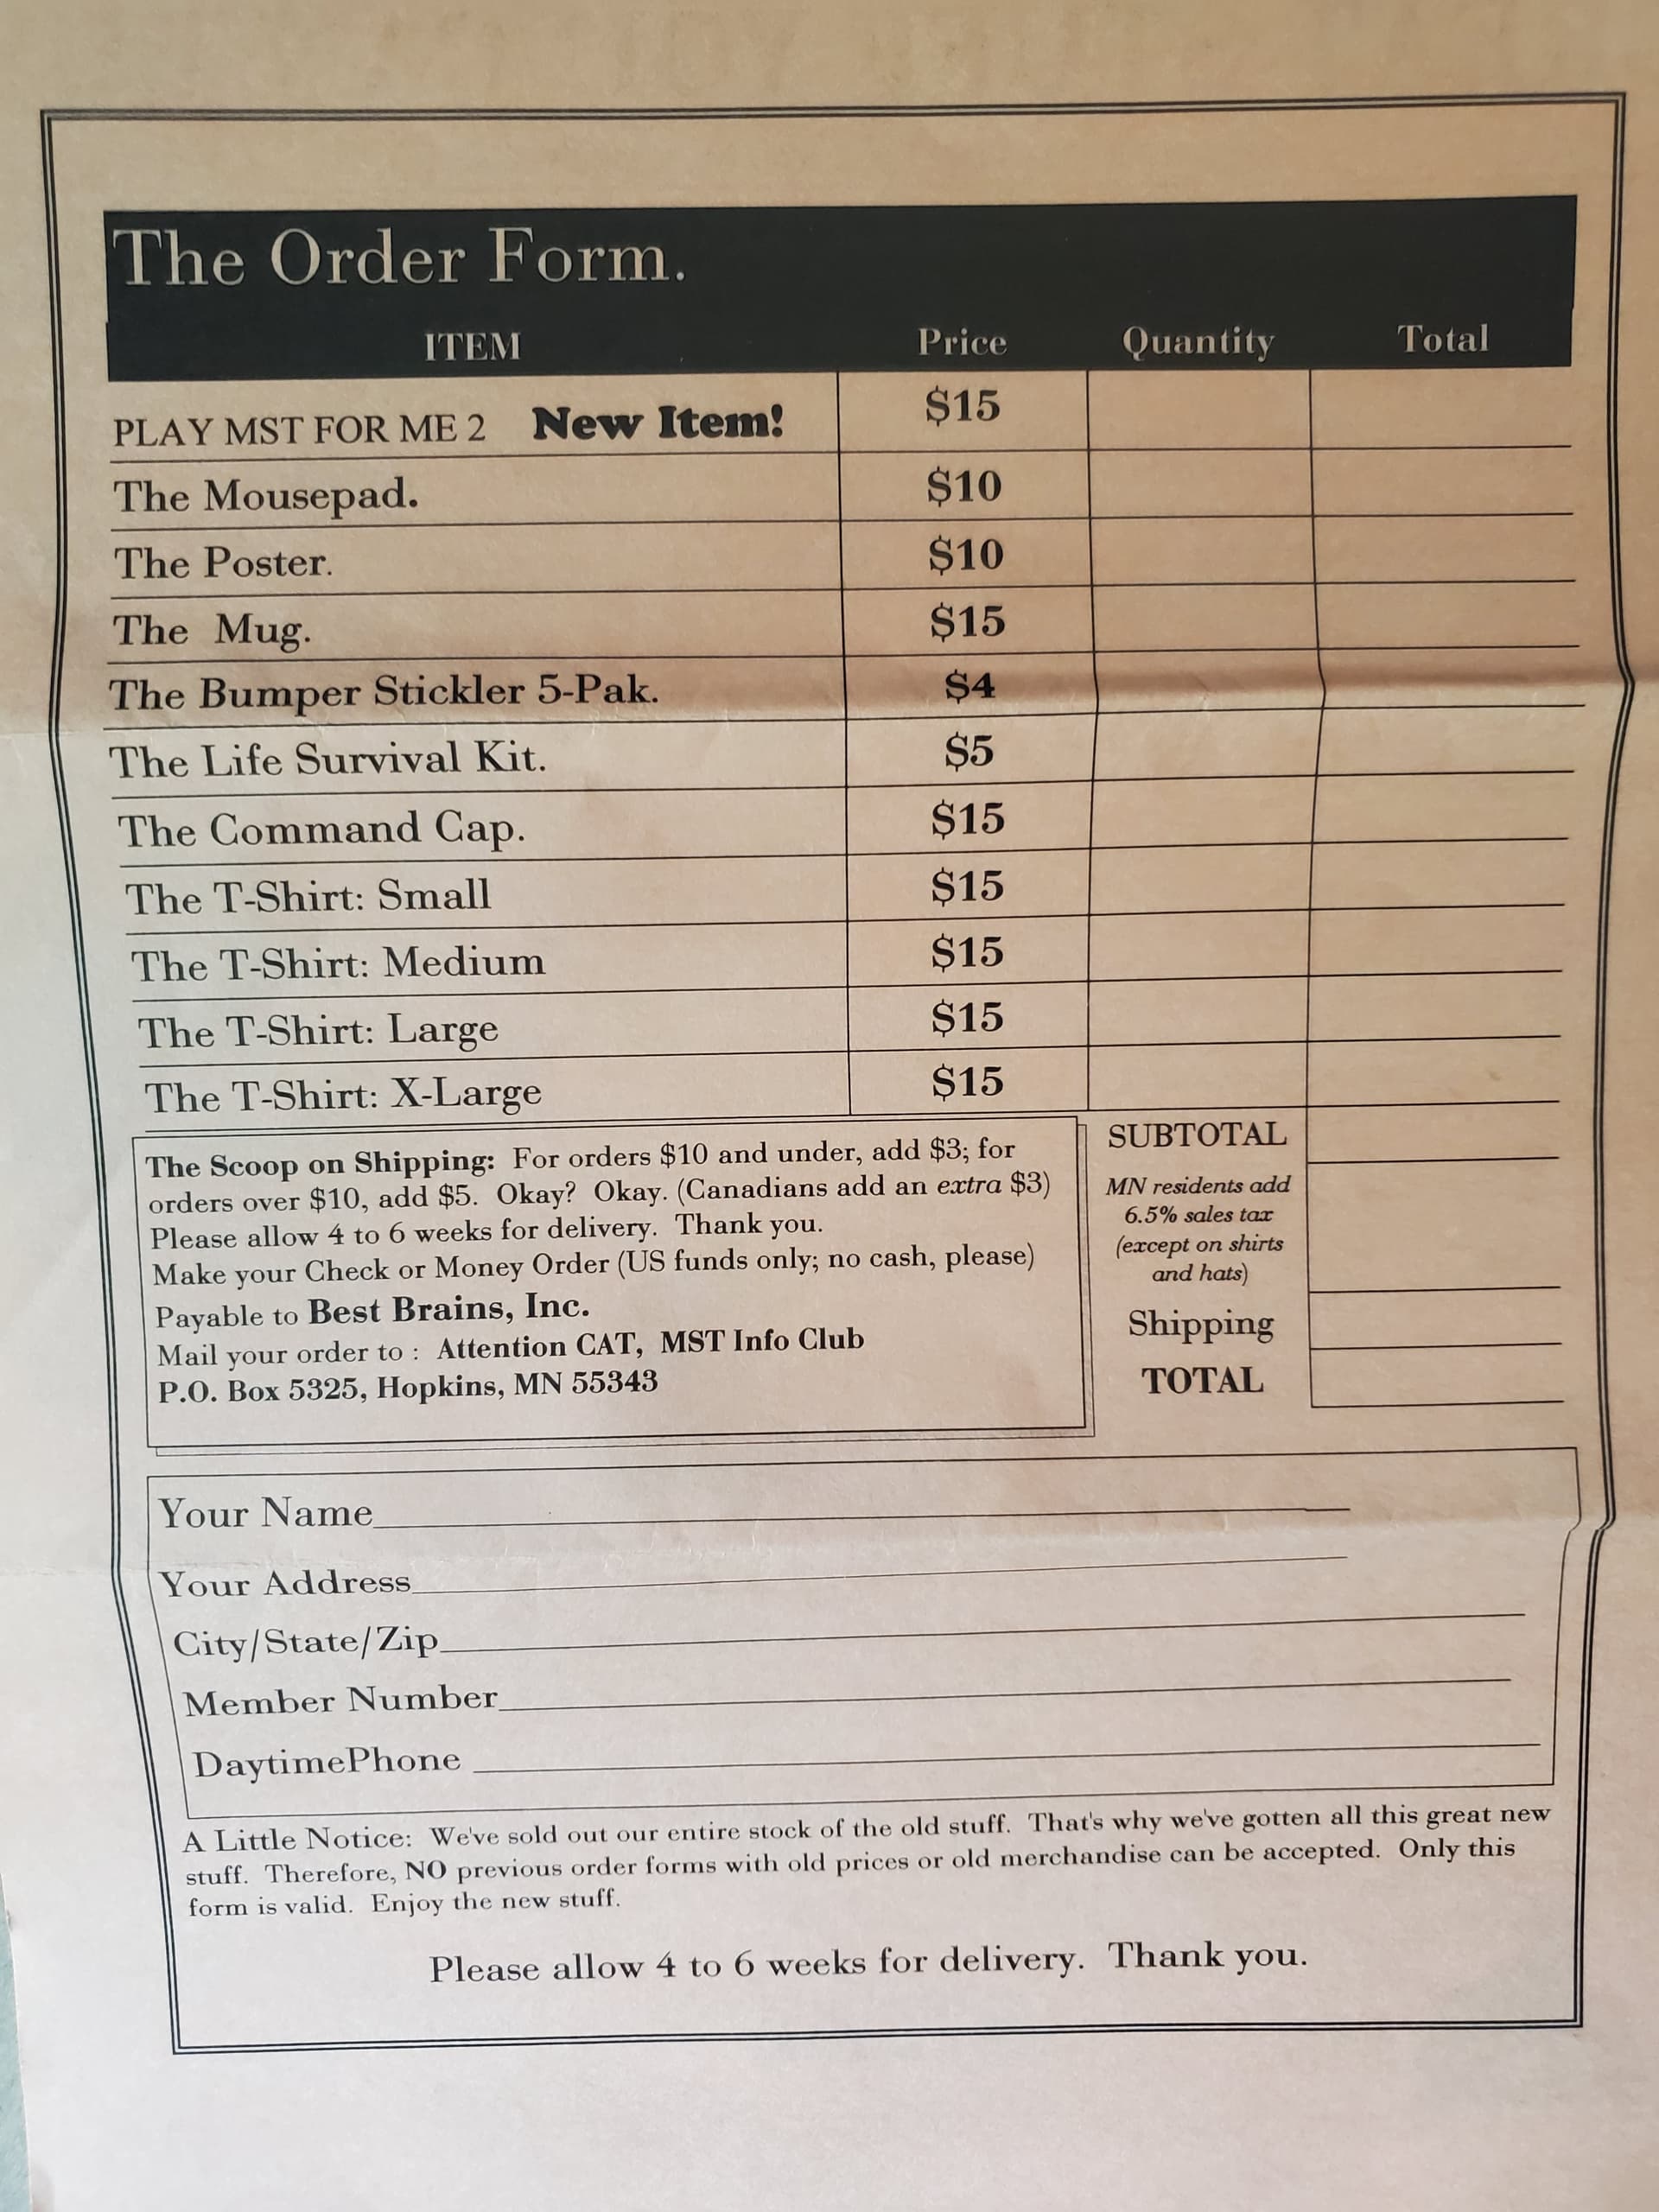 The Order Form.
ITEM Price Quantity Total
PLAY MST FOR ME 2 New Item! $15
The Mousepad. $10
The Poster. $10
The Mug. $15
The Bumper Stickler 5-Pak. $4
The Life Survival Kit. $5
The Command Cap. $15
The T-Shirt: Small $15
The T-Shirt: Medium $15
The T-Shirt: Large $15
The T-Shirt: X-Large $15
The Scoop on Shipping: For orders $10 and under, add $3; for
orders over $10, add $5. Okay? Okay. (Canadians add an extra $3)
Please allow 4 to 6 weeks for delivery. Thank you.
Make your Check or Money Order (US funds only; no cash, please)
Payable to Best Brains, Inc.
Mail your order to : Attention CAT, MST Info Club
P.O. Box 5325, Hopkins, MN 55343
SUBTOTAL
MN residents add
6.5% sales tax
(except on shirts
and hats)
Shipping
TOTAL
Your Name
Your Address
City/State/Zip
Member Number
DaytimePhone
A Little Notice: We've sold out our entire stock of the old stuff. That's why we've gotten all this great new
stuff. Therefore, NO previous order forms with old prices or old merchandise can be accepted. Only this
form is valid. Enjoy the new stuff.
Please allow 4 to 6 weeks for delivery. Thank you.